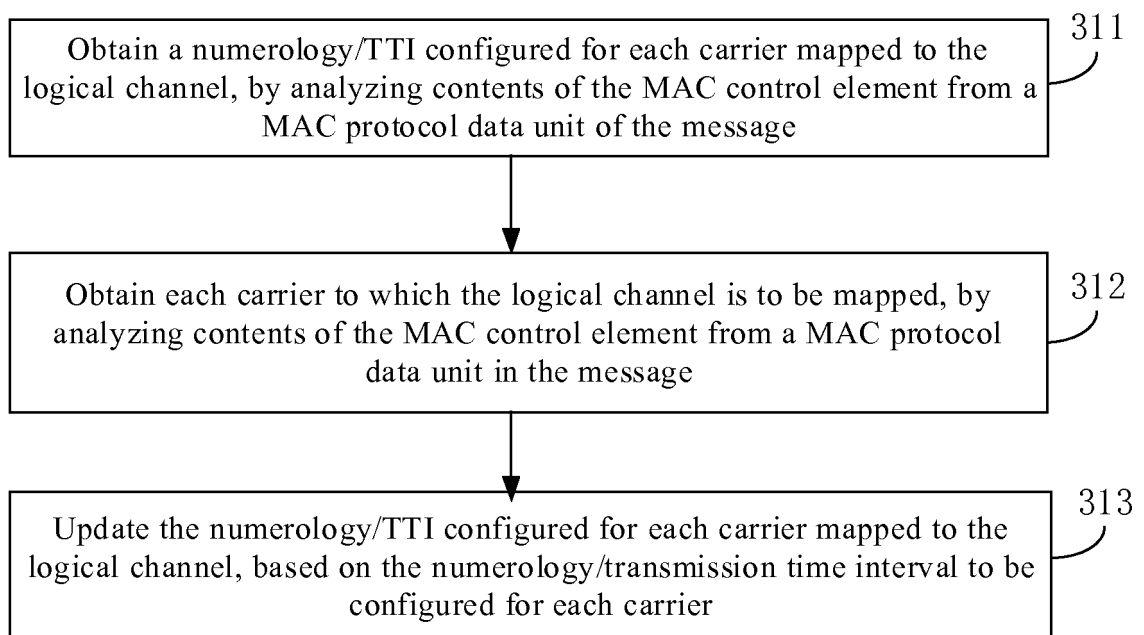 311
Obtain a numerology/TTI configured for each carrier mapped to the
logical channel, by analyzing contents of the MAC control element from a
MAC protocol data unit of the message
312
Obtain each carrier to which the logical channel is to be mapped, by
analyzing contents of the MAC control element from a MAC protocol
data unit in the message
313
Update the numerology/TTI configured for each carrier mapped to the
logical channel, based on the numerology/transmission time interval to be
configured for each carrier